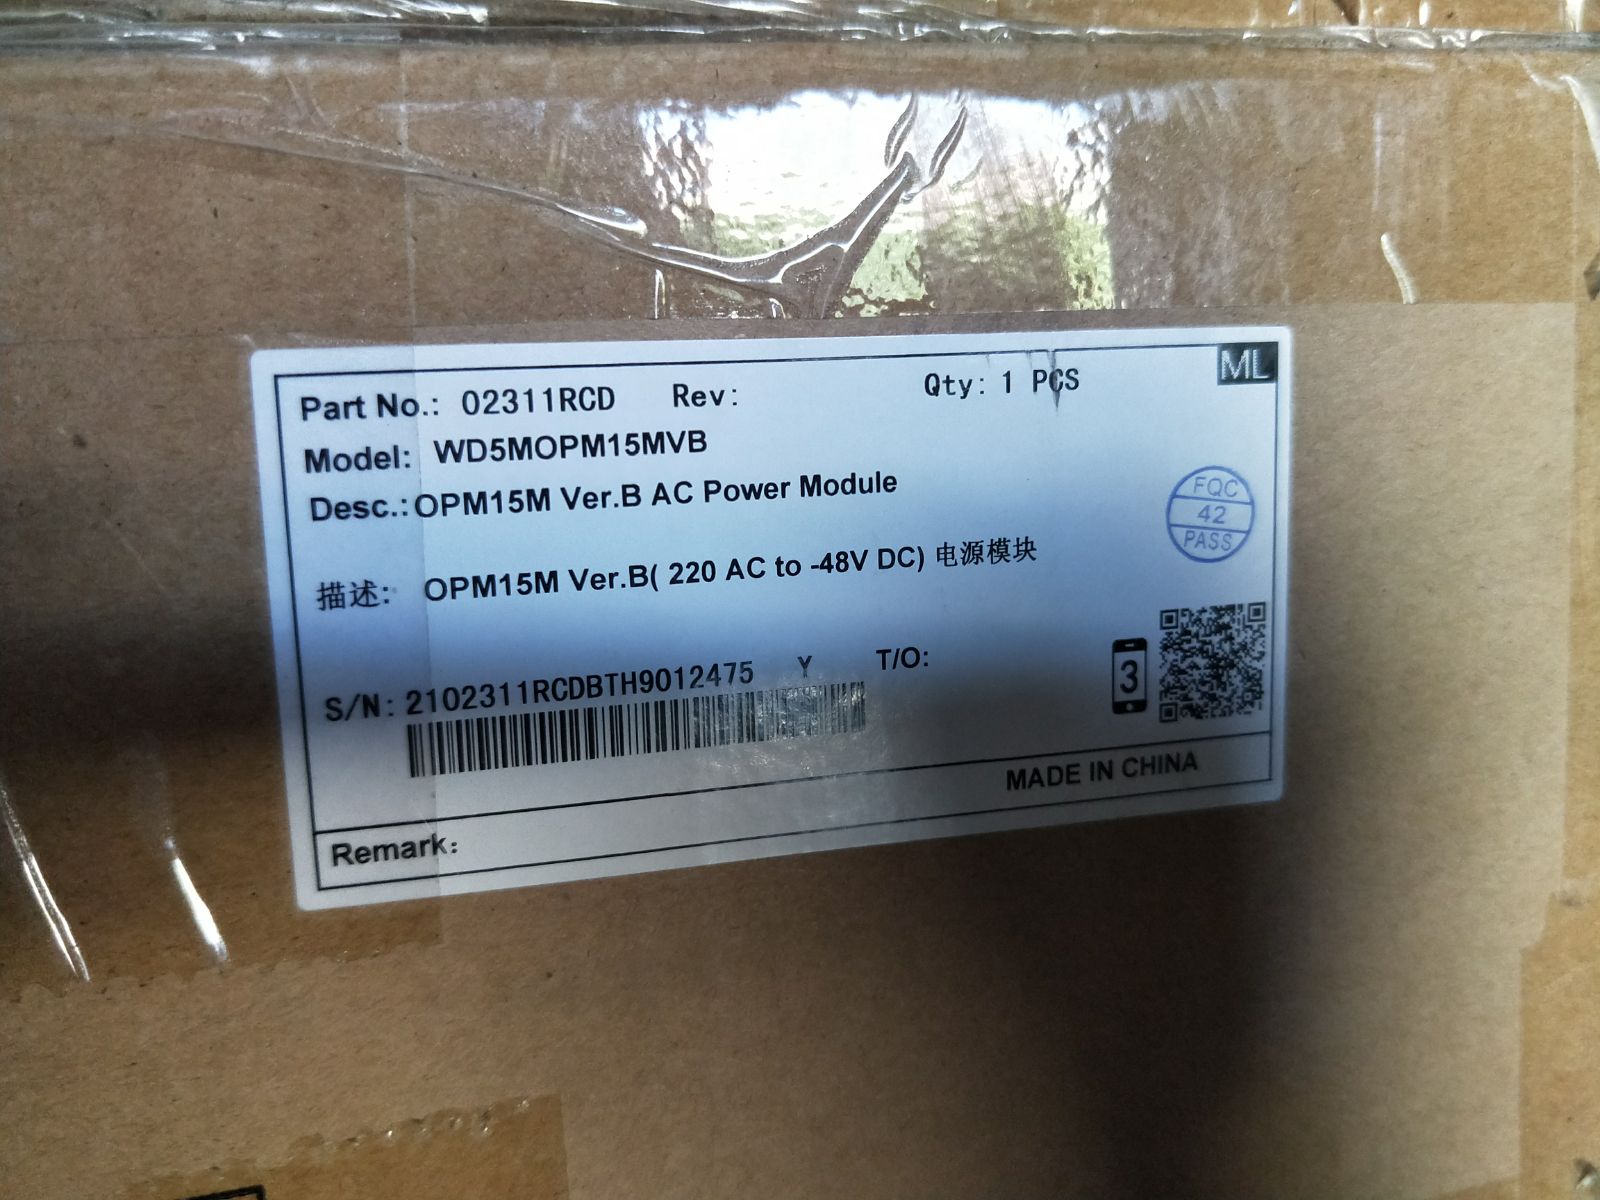 Part No.: 02311RCD Rev: Qty: 1 PCS ML
Model: WD5MOPM15MVB
Desc.: OPM15M Ver.B AC Power Module
FQC
42
PASS
描述: OPM15M Ver.B( 220 AC to -48V DC) 电源模块
S/N: 2102311RCDBTH9012475 Y T/O:
3
MADE IN CHINA
Remark: